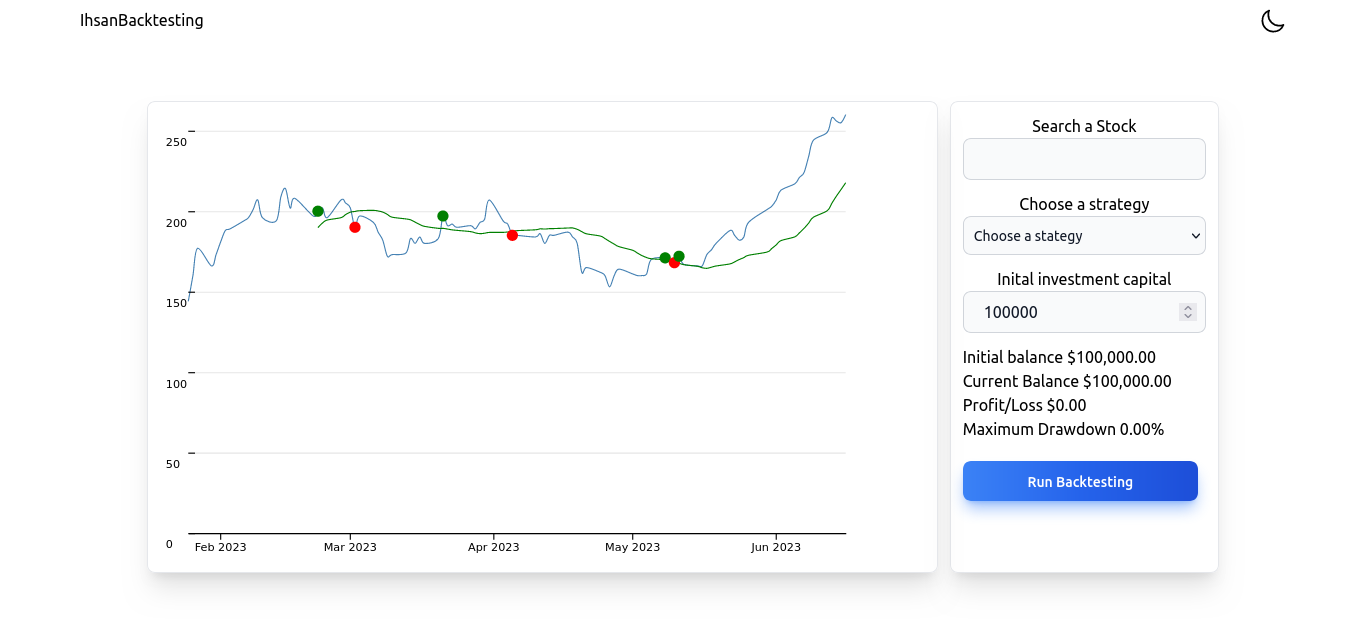 IhsanBacktesting
250
200
150
100
50
0
Feb 2023
Mar 2023
Apr 2023
May 2023
Jun 2023
Search a Stock
Choose a strategy
Choose a stategy
Inital investment capital
100000
Initial balance $100,000.00
Current Balance $100,000.00
Profit/Loss $0.00
Maximum Drawdown 0.00%
Run Backtesting